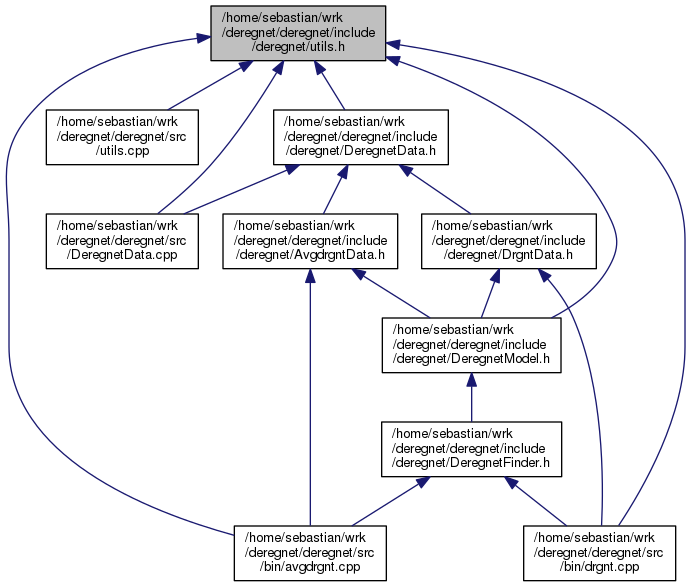 /home/sebastian/wrk
/deregnet/deregnet/include
/deregnet/utils.h
/home/sebastian/wrk
/deregnet/deregnet/src
/utils.cpp
/home/sebastian/wrk
/deregnet/deregnet/include
/deregnet/DeregnetData.h
/home/sebastian/wrk
/deregnet/deregnet/src
/DeregnetData.cpp
/home/sebastian/wrk
/deregnet/deregnet/include
/deregnet/AvgdrgntData.h
/home/sebastian/wrk
/deregnet/deregnet/include
/deregnet/DrgntData.h
/home/sebastian/wrk
/deregnet/deregnet/include
/deregnet/DeregnetModel.h
/home/sebastian/wrk
/deregnet/deregnet/include
/deregnet/DeregnetFinder.h
/home/sebastian/wrk
/deregnet/deregnet/src
/bin/avgdrgnt.cpp
/home/sebastian/wrk
/deregnet/deregnet/src
/bin/drgnt.cpp